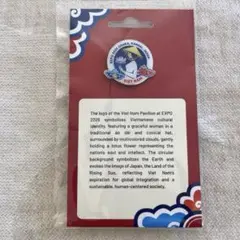 VIET NAM
The logo of the Viet Nam Pavilion at EXPO
2025 symbolizes Vietnamese cultural
identity, featuring a graceful woman in a
traditional ao dai and conical hat,
surrounded by multicolored clouds, gently
holding a lotus flower representing the
nation's essence and intellect. The circular
background symbolizes the Earth and
evokes the image of Japan, the Land of the
Rising Sun, reflecting Viet Nam's
aspiration for global integration and a
sustainable, human-centered society.